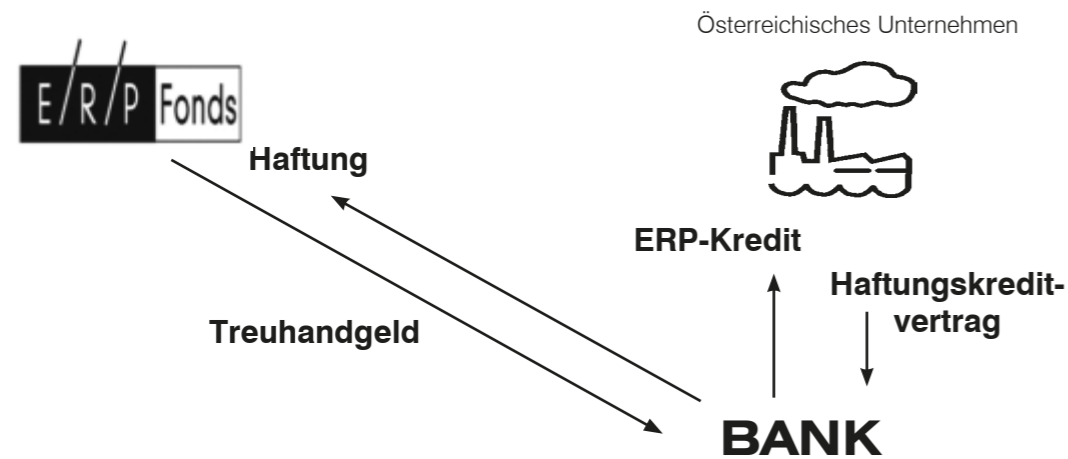 Österreichisches Unternehmen
E/R/P Fonds
Haftung
ERP-Kredit
Haftungskredit-
vertrag
Treuhandgeld
BANK